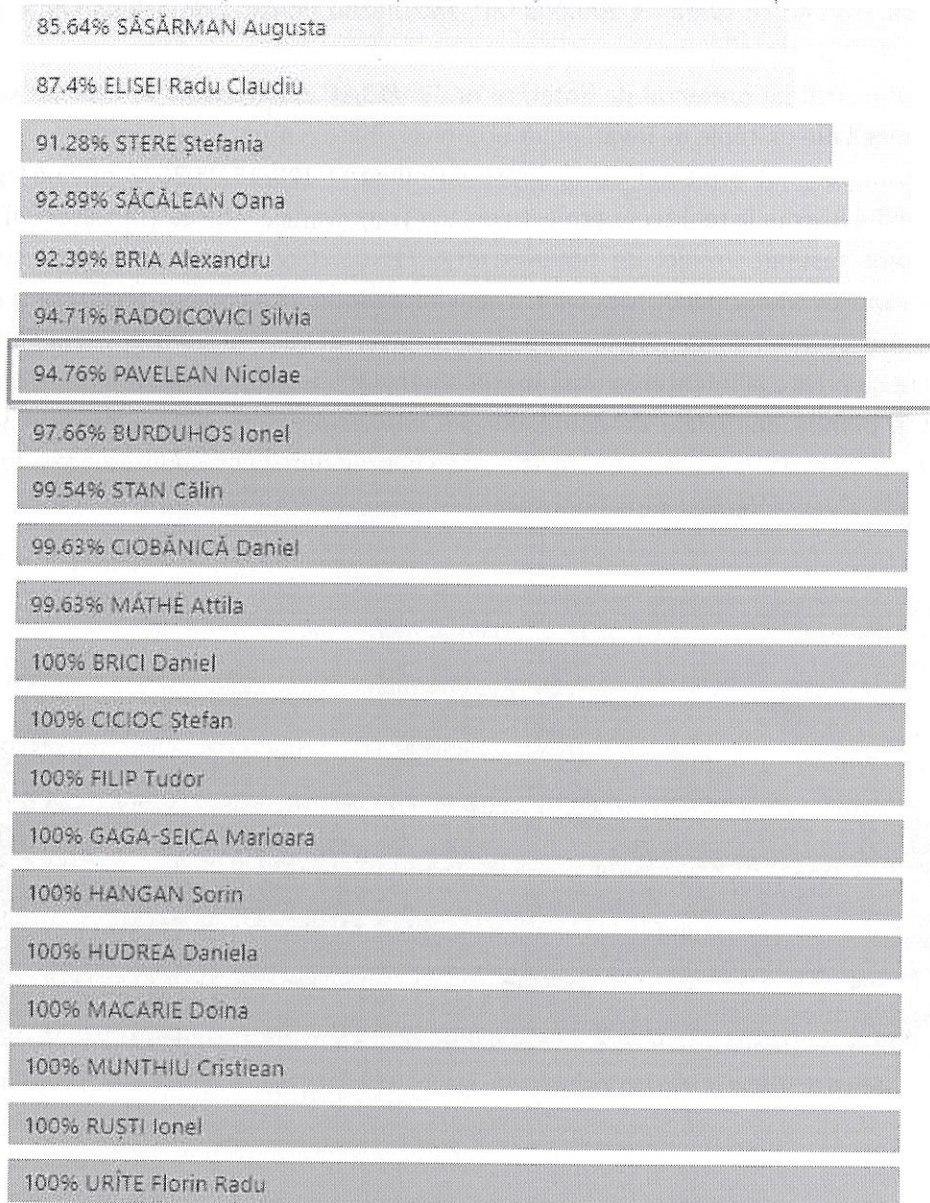 85.64% SĂSĂRMAN Augusta
87.4% ELISEI Radu Claudiu
91.28% STERE Ștefania
92.89% SĂCĂLEAN Oana
92.39% BRIA Alexandru
94.71% RADOICOVICI Silvia
94.76% PAVELEAN Nicolae
97.66% BURDUHOS Ionel
99.54% STAN Călin
99.63% CIOBĂNICĂ Daniel
99.63% MÁTHÉ Attila
100% BRICI Daniel
100% CICIOC Ștefan
100% FILIP Tudor
100% GAGA-SEICA Marioara
100% HANGAN Sorin
100% HUDREA Daniela
100% MACARIE Doina
100% MUNTHIU Cristiean
100% RUȘTI Ionel
100% URÎTE Florin Radu